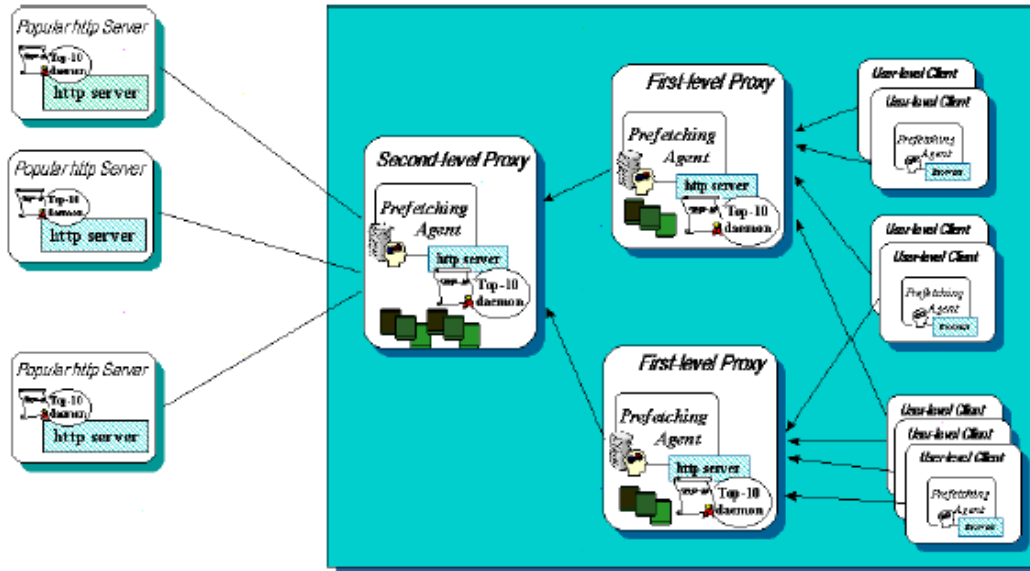 Popular http Server
Top-10
daemon
http server
Popular http Server
Top-10
daemon
http server
Popular http Server
Top-10
daemon
http server
Second-level Proxy
Prefetching
Agent
http server
Top-10
daemon
First-level Proxy
Prefetching
Agent
http server
Top-10
daemon
First-level Proxy
Prefetching
Agent
http server
Top-10
daemon
User-level Client
User-level Client
Prefetching
Agent
Browser
User-level Client
User-level Client
Prefetching
Agent
Browser
User-level Client
User-level Client
User-level Client
Prefetching
Agent
Browser